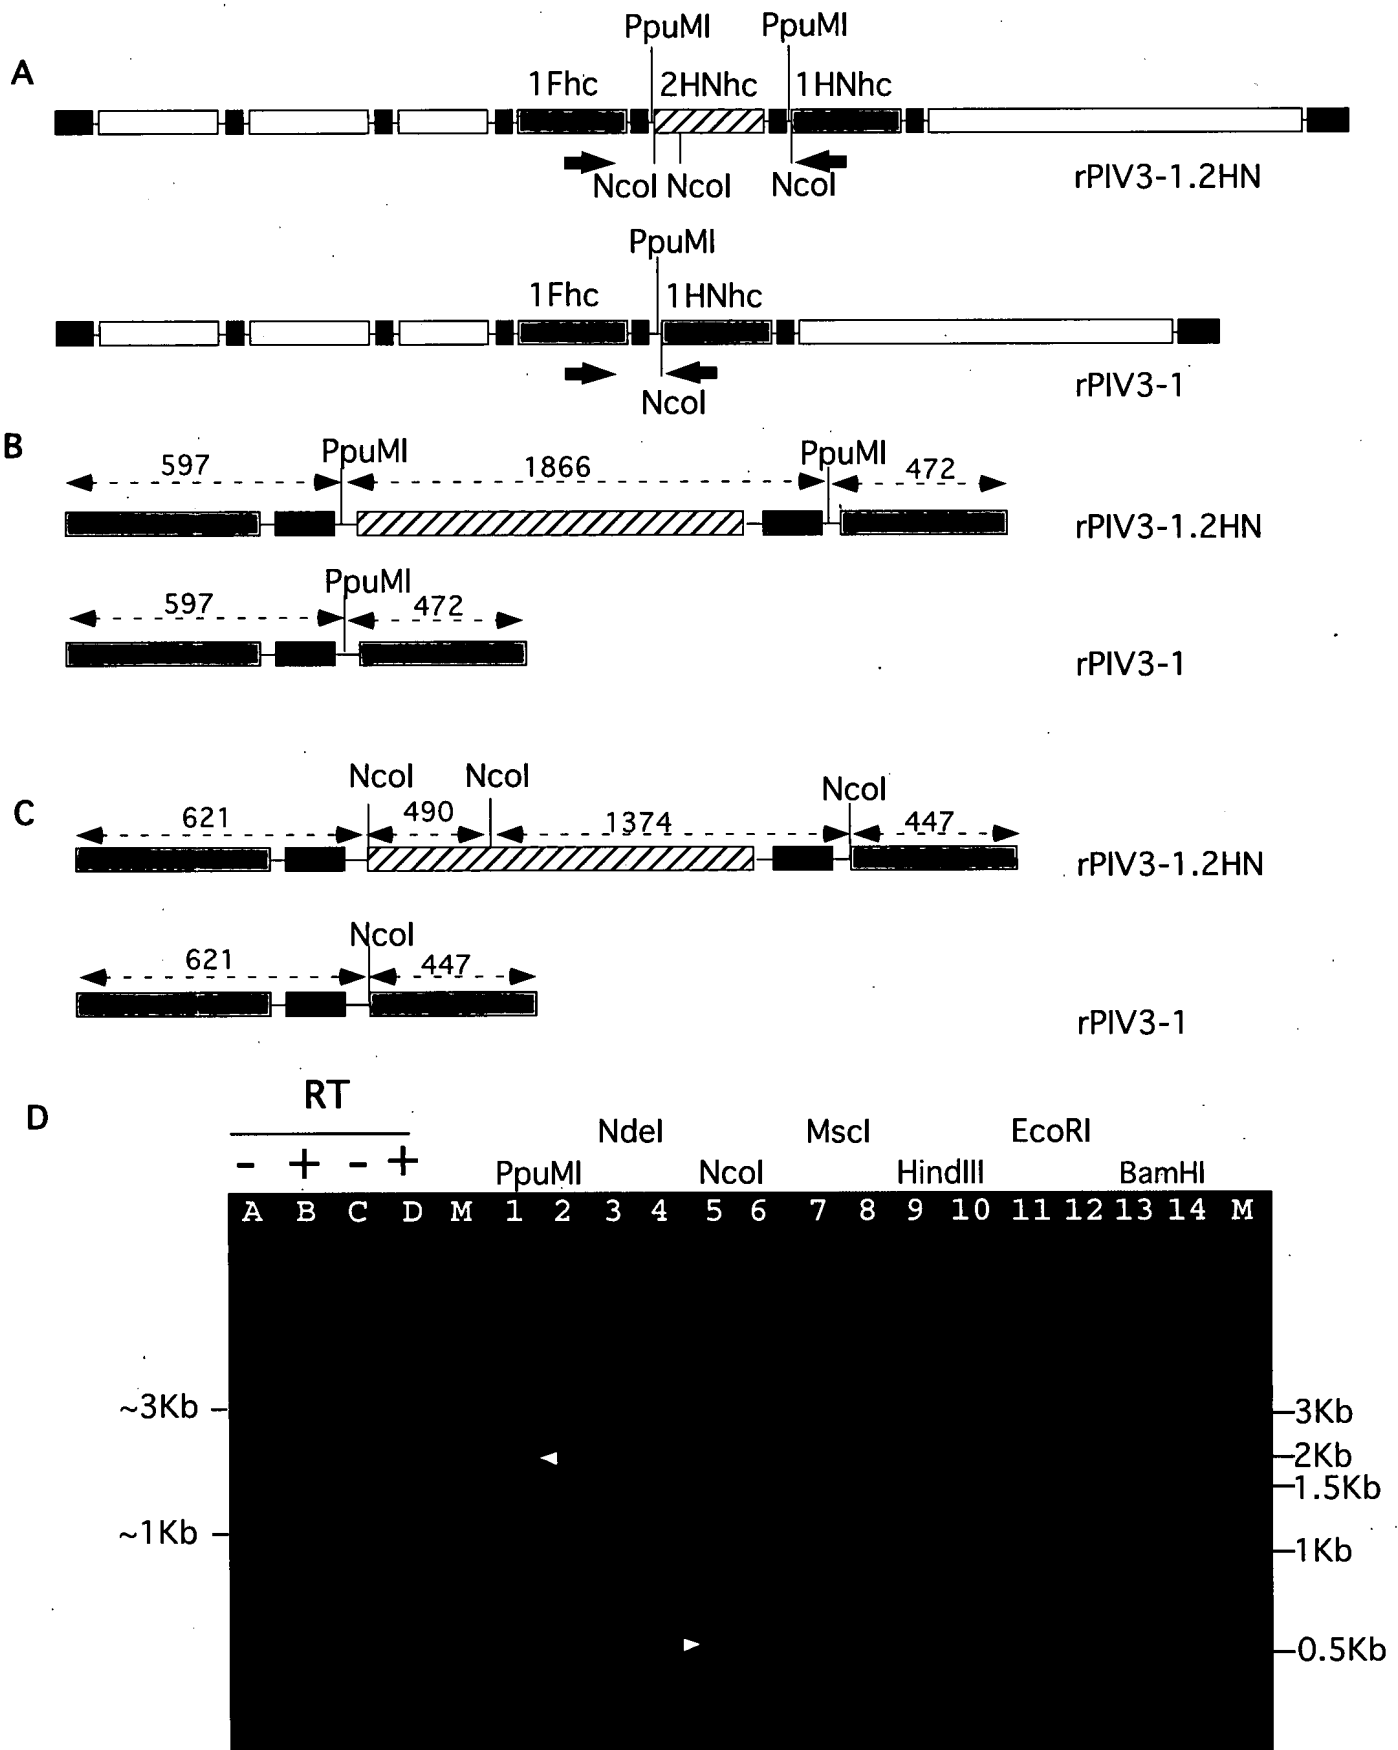 PpuMI PpuMI
A
1Fhc 2HNhc 1HNhc
NcoI NcoI NcoI
rPIV3-1.2HN
PpuMI
1Fhc 1HNhc
NcoI
rPIV3-1
B
597 PpuMI 1866 PpuMI 472
rPIV3-1.2HN
PpuMI
597 472
rPIV3-1
NcoI NcoI NcoI
C
621 490 1374 447
rPIV3-1.2HN
NcoI
621 447
rPIV3-1
D
RT
NdeI MscI EcoRI
- + - +
PpuMI NcoI HindIII BamHI
A B C D M 1 2 3 4 5 6 7 8 9 10 11 12 13 14 M
~3Kb
3Kb
2Kb
1.5Kb
~1Kb
1Kb
0.5Kb